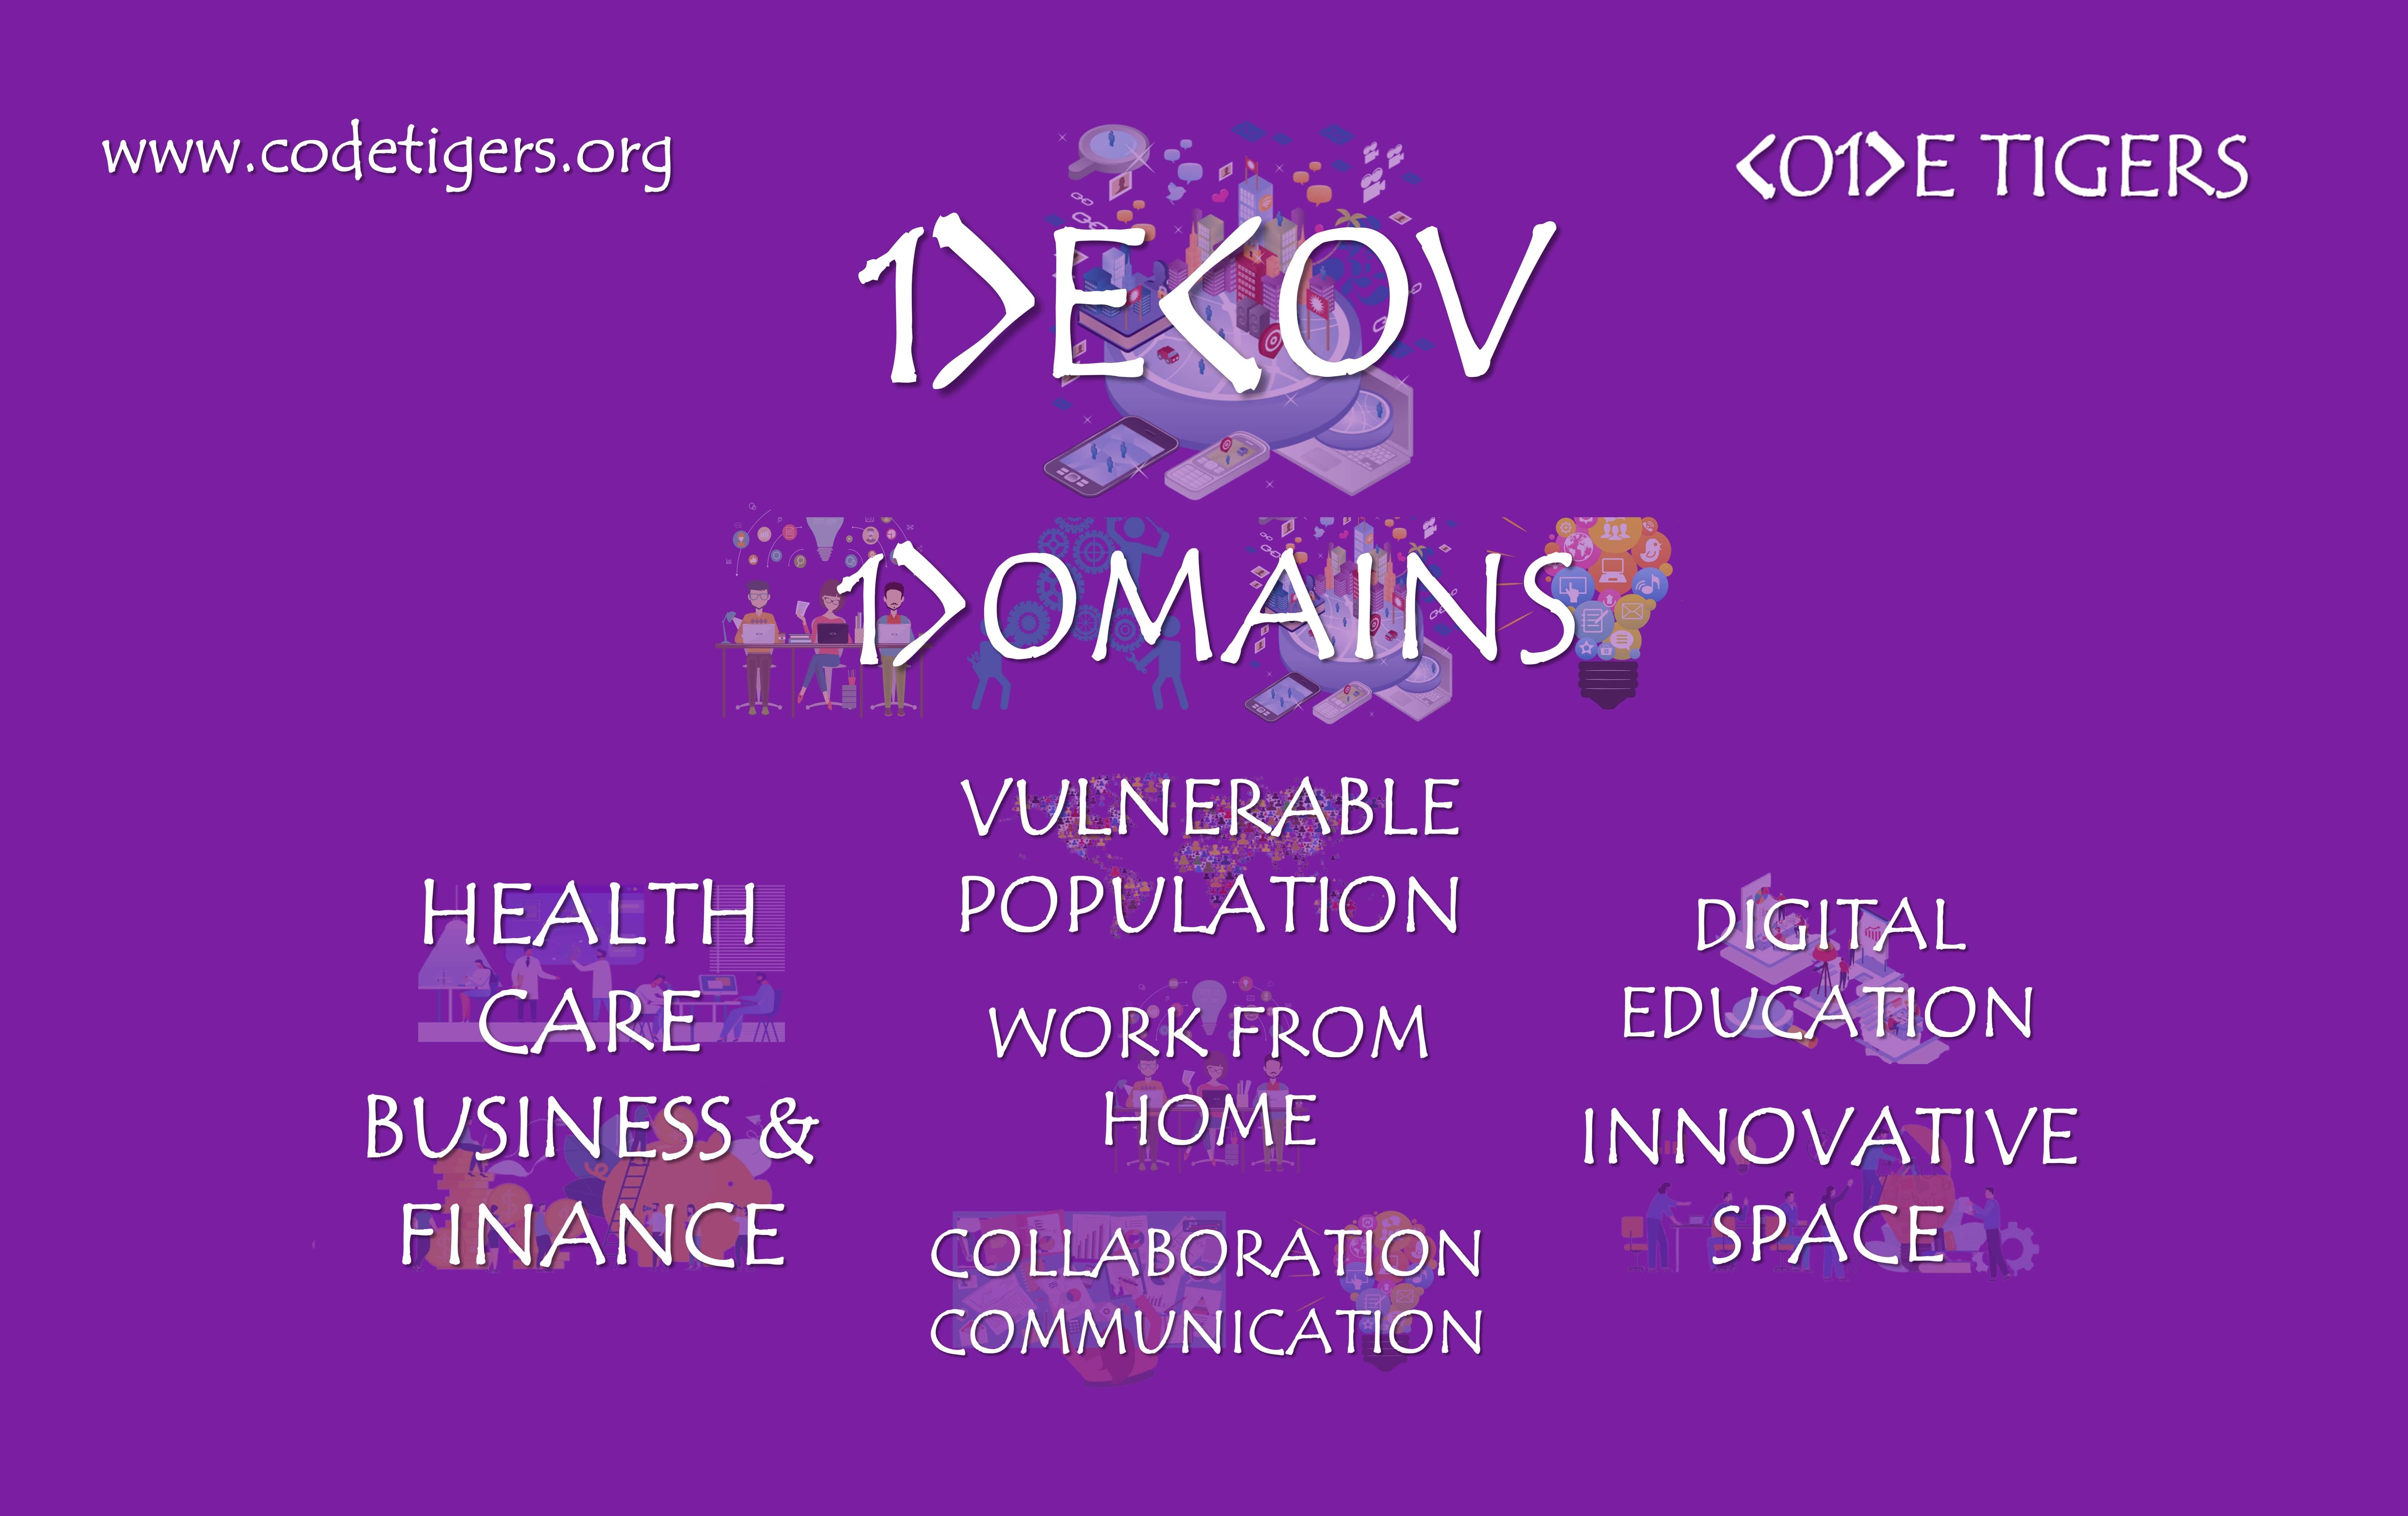 www.codetigers.org
<01>E TIGERS
1>E<OV
1>OMAINS
VULNERABLE
POPULATION
HEALTH
CARE
DIGITAL
EDUCATION
WORK FROM
HOME
BUSINESS &
FINANCE
INNOVATIVE
SPACE
COLLABORATION
COMMUNICATION